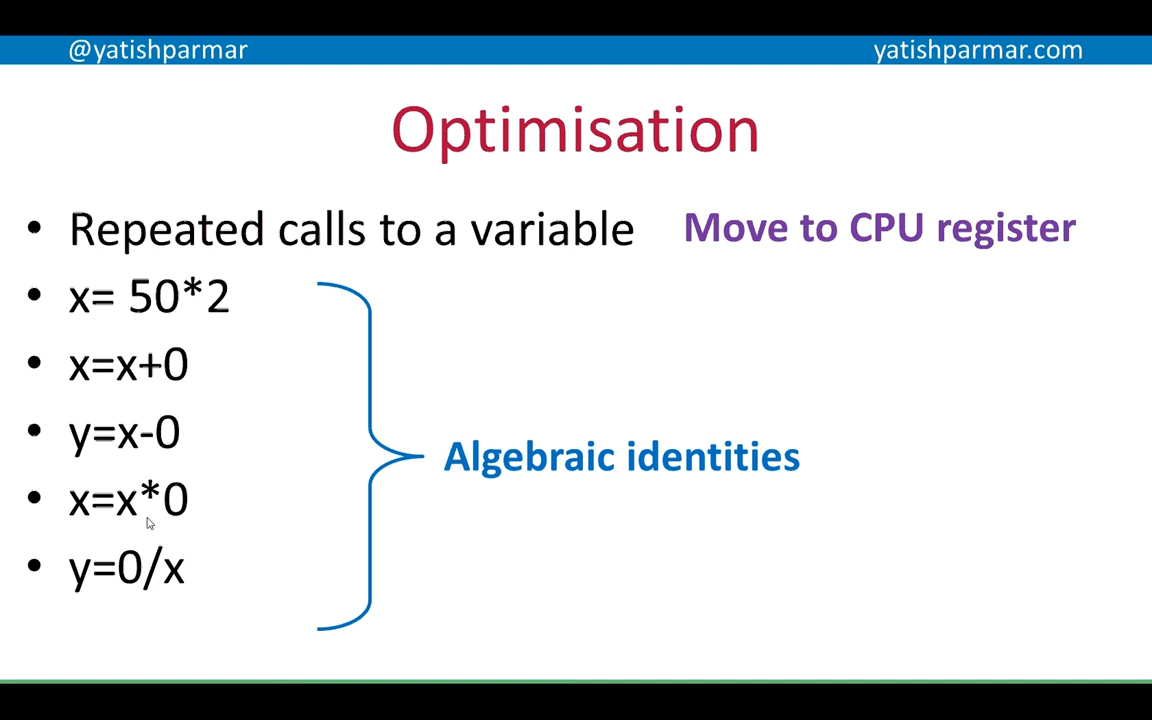 @yatishparmar yatishparmar.com
Optimisation
• Repeated calls to a variable Move to CPU register
• x= 50*2
• x=x+0
• y=x-0
Algebraic identities
• x=x*0
• y=0/x